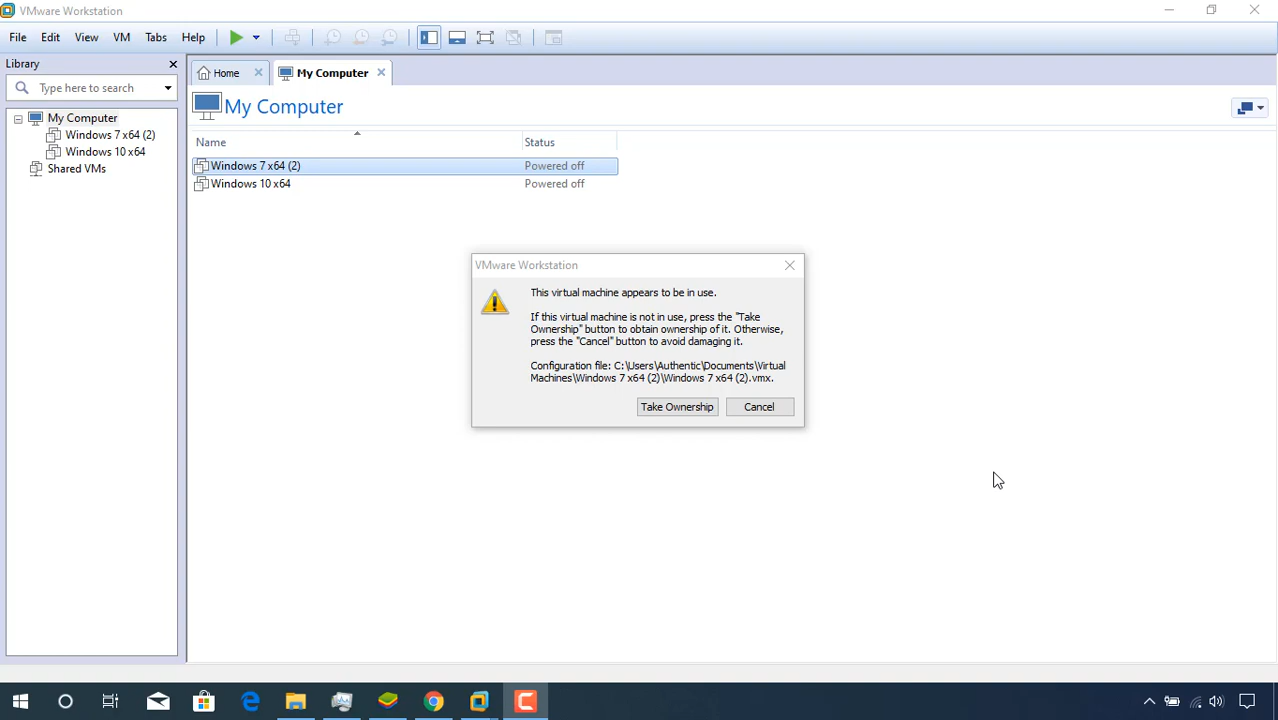 VMware Workstation
File Edit View VM Tabs Help
Library
Home My Computer
Type here to search
My Computer
My Computer
Windows 7 x64 (2)
Windows 10 x64
Shared VMs
Name Status
Windows 7 x64 (2) Powered off
Windows 10 x64 Powered off
VMware Workstation
This virtual machine appears to be in use.
If this virtual machine is not in use, press the "Take
Ownership" button to obtain ownership of it. Otherwise,
press the "Cancel" button to avoid damaging it.
Configuration file: C:\Users\Authentic\Documents\Virtual
Machines\Windows 7 x64 (2)\Windows 7 x64 (2).vmx.
Take Ownership Cancel